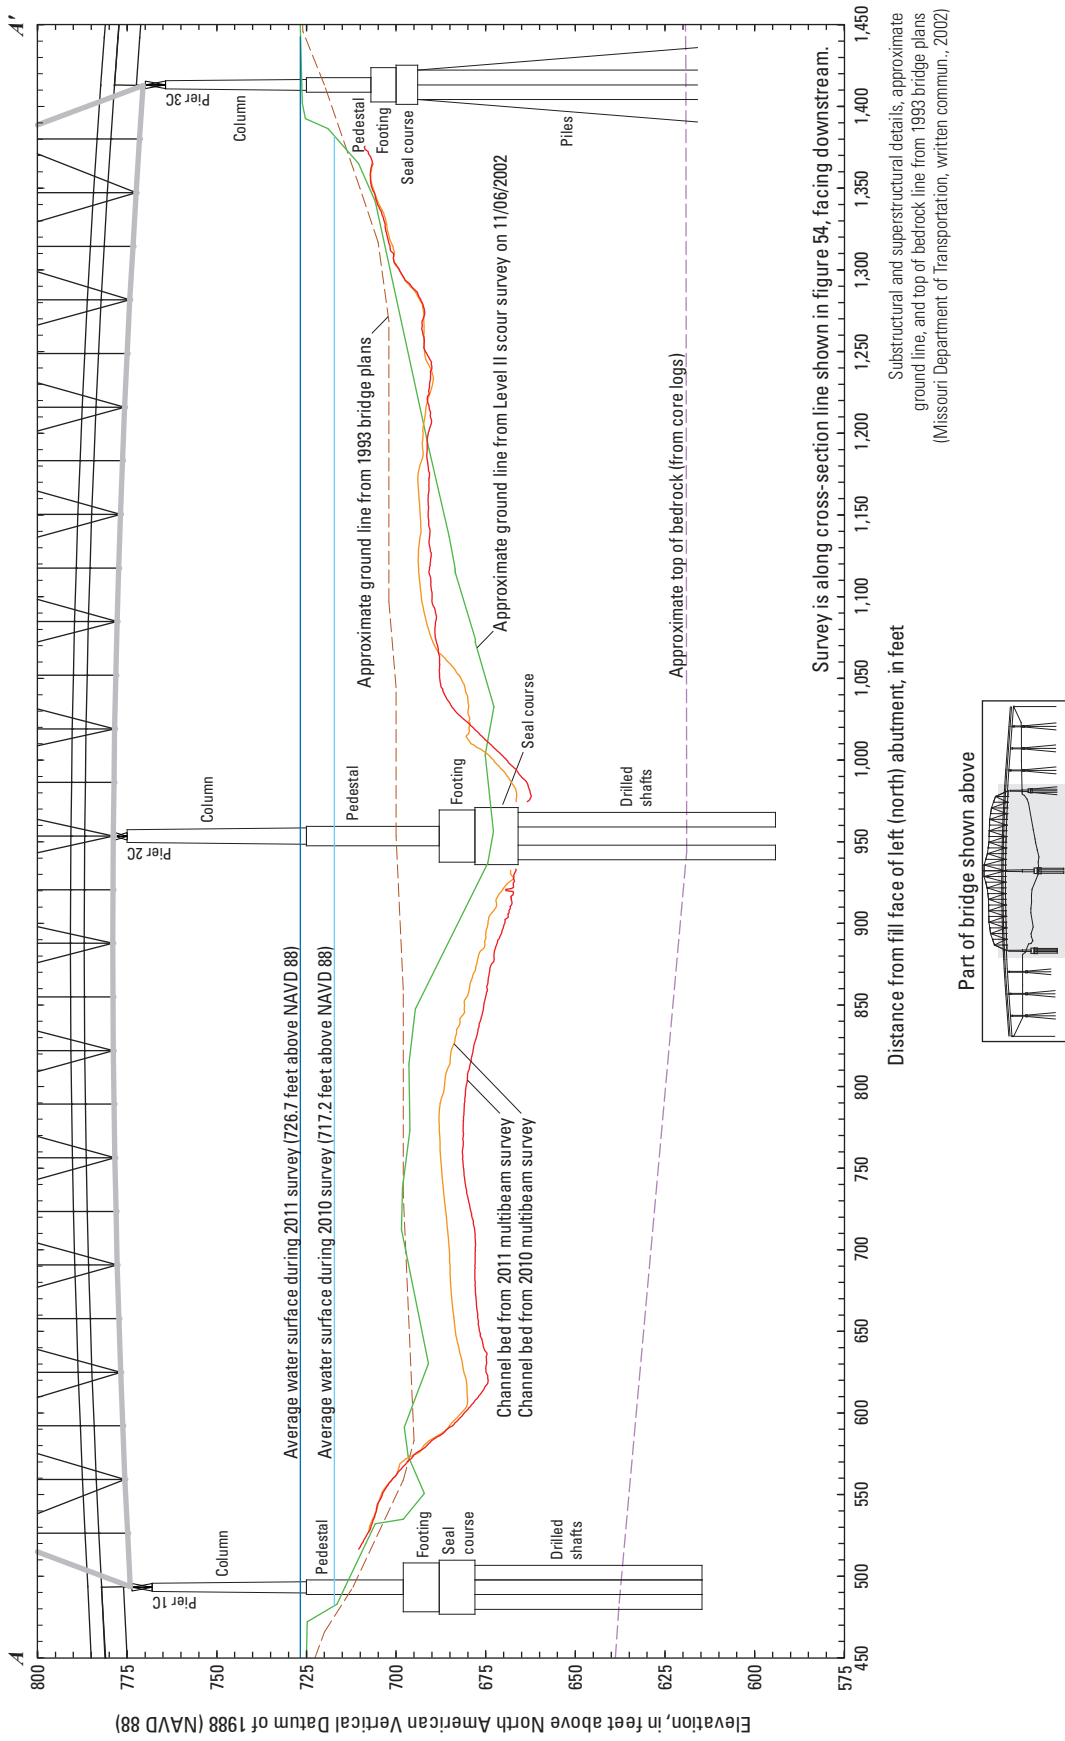 A
A′
800
775
750
725
700
675
650
625
600
575
Elevation, in feet above North American Vertical Datum of 1988 (NAVD 88)
450
500
550
600
650
700
750
800
850
900
950
1,000
1,050
1,100
1,150
1,200
1,250
1,300
1,350
1,400
1,450
Distance from fill face of left (north) abutment, in feet
Pier 1C
Column
Pedestal
Footing
Seal
course
Drilled
shafts
Average water surface during 2011 survey (726.7 feet above NAVD 88)
Average water surface during 2010 survey (717.2 feet above NAVD 88)
Channel bed from 2011 multibeam survey
Channel bed from 2010 multibeam survey
Pier 2C
Column
Pedestal
Footing
Seal course
Drilled
shafts
Approximate ground line from 1993 bridge plans
Approximate ground line from Level II scour survey on 11/06/2002
Approximate top of bedrock (from core logs)
Pier 3C
Column
Pedestal
Footing
Seal course
Piles
Survey is along cross-section line shown in figure 54, facing downstream.
Substructural and superstructural details, approximate
ground line, and top of bedrock line from 1993 bridge plans
(Missouri Department of Transportation, written commun., 2002)
Part of bridge shown above